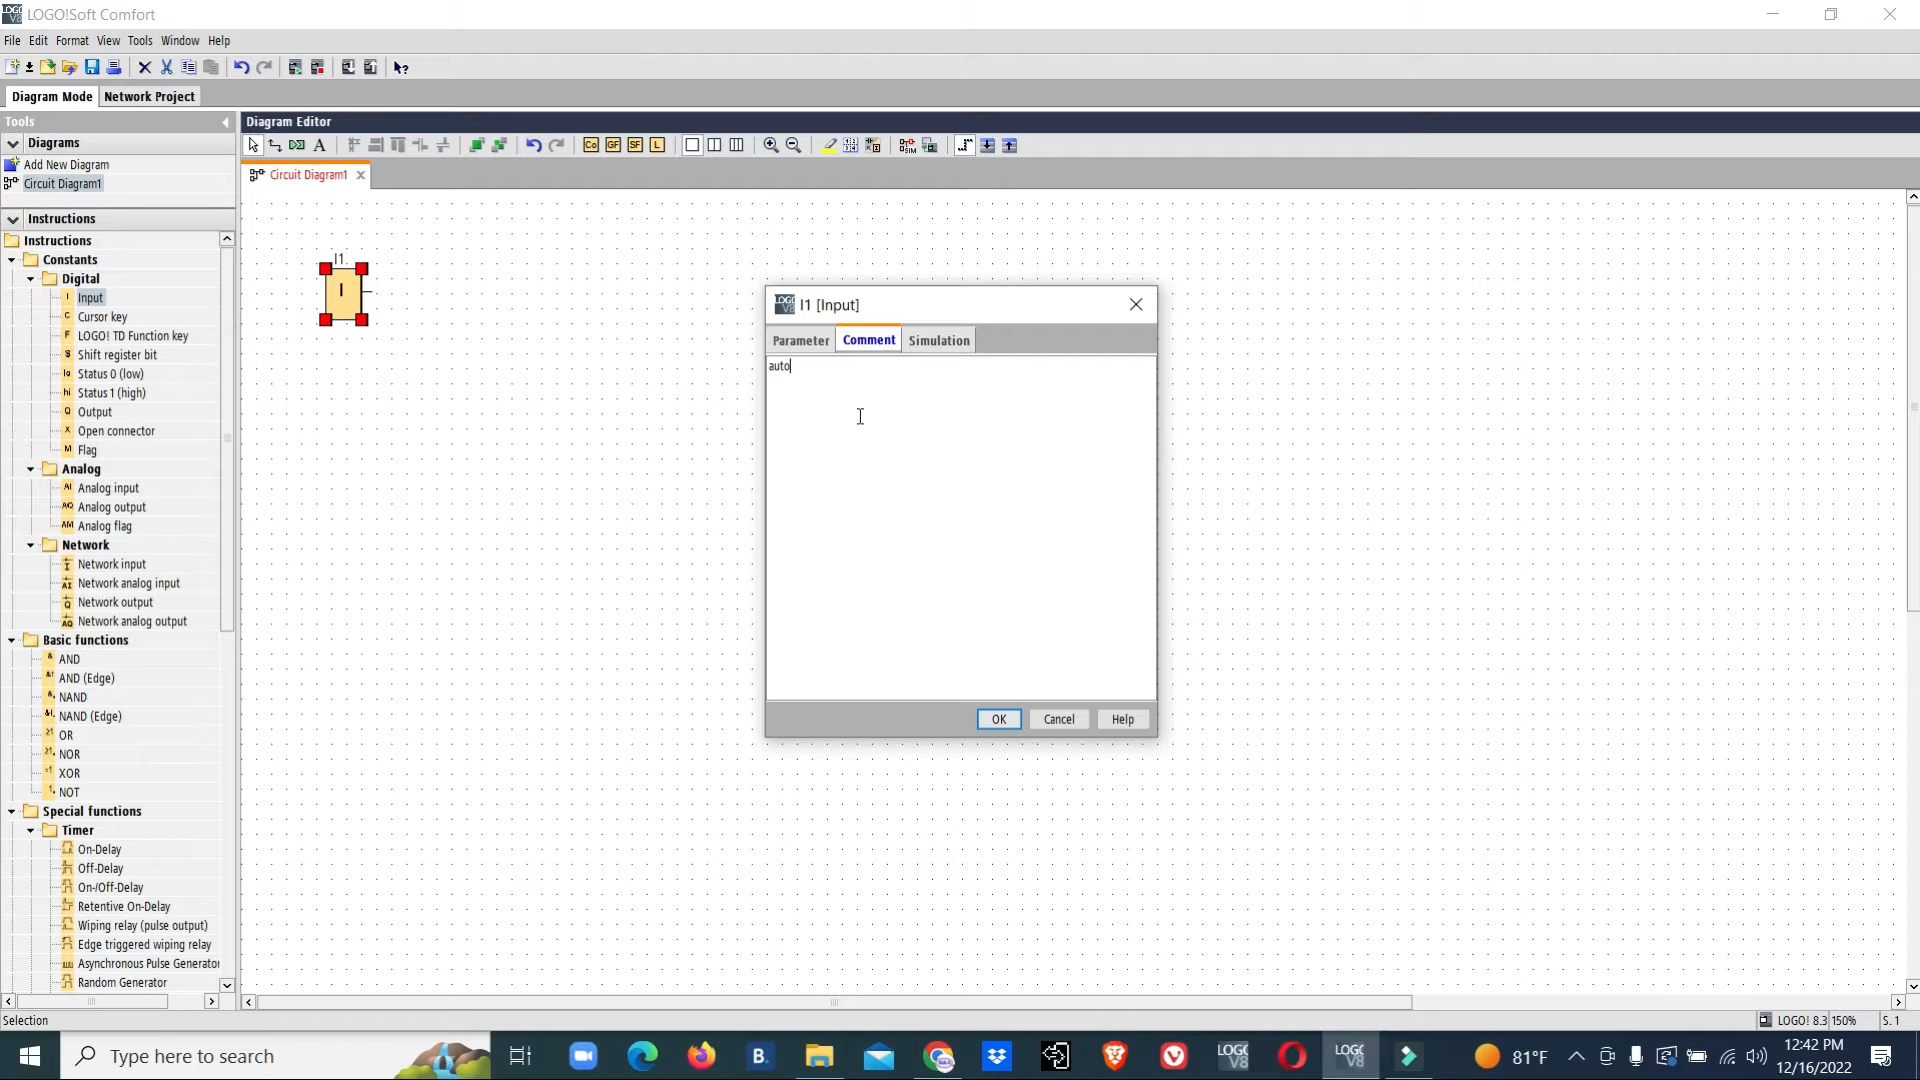 LOGO!Soft Comfort
File Edit Format View Tools Window Help
Diagram Mode Network Project
Tools
Diagram Editor
Diagrams
Add New Diagram
Circuit Diagram1
Circuit Diagram1
Instructions
Instructions
Constants
Digital
Input
Cursor key
LOGO! TD Function key
Shift register bit
Status 0 (low)
Status 1 (high)
Output
Open connector
Flag
Analog
Analog input
Analog output
Analog flag
Network
Network input
Network analog input
Network output
Network analog output
Basic functions
AND
AND (Edge)
NAND
NAND (Edge)
OR
NOR
XOR
NOT
Special functions
Timer
On-Delay
Off-Delay
On-/Off-Delay
Retentive On-Delay
Wiping relay (pulse output)
Edge triggered wiping relay
Asynchronous Pulse Generator
Random Generator
I1
I
I1 [Input]
Parameter Comment Simulation
auto
OK Cancel Help
Selection
LOGO! 8.3 150% S. 1
Type here to search
81°F
12:42 PM
12/16/2022